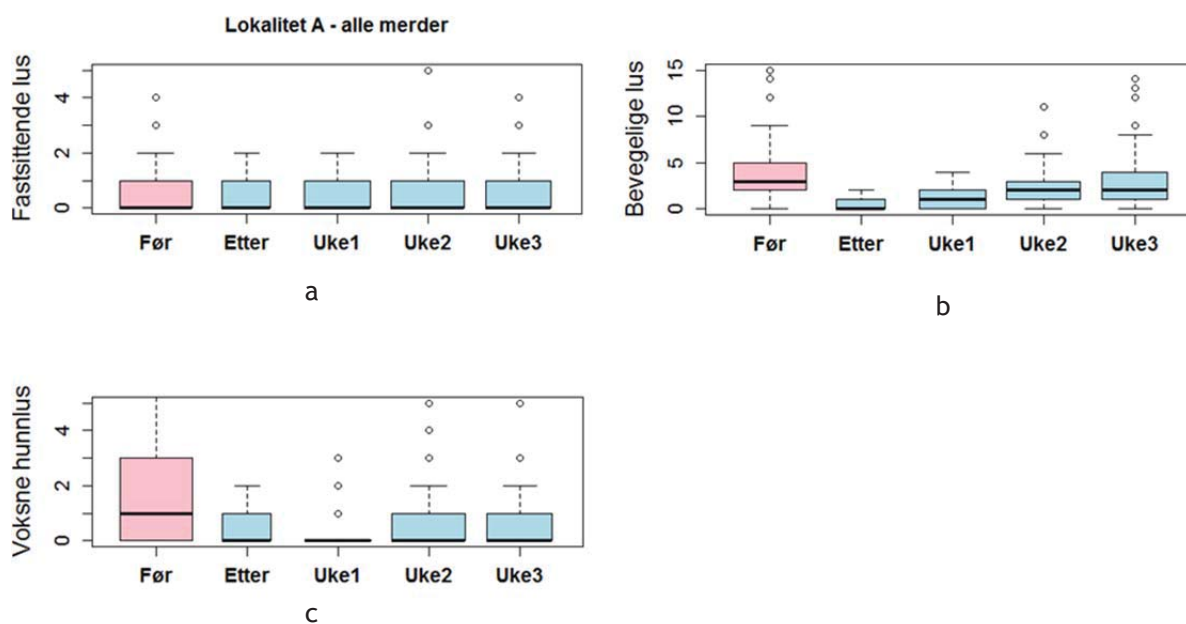 Lokalitet A - alle merder
Fastsittende lus
4
2
0
Før Etter Uke1 Uke2 Uke3
a
Bevegelige lus
15
10
5
0
Før Etter Uke1 Uke2 Uke3
b
Voksne hunnlus
4
2
0
Før Etter Uke1 Uke2 Uke3
c